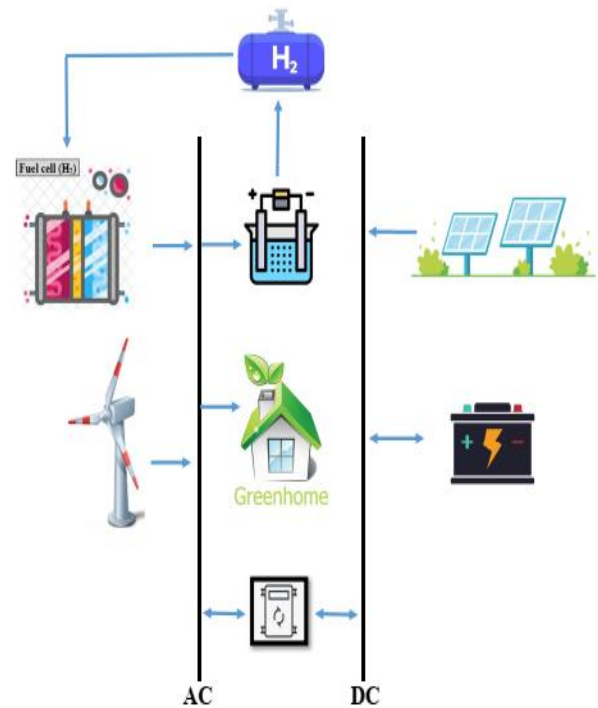 H₂
Fuel cell (H₂)
+ −
Greenhome
+ −
AC
DC